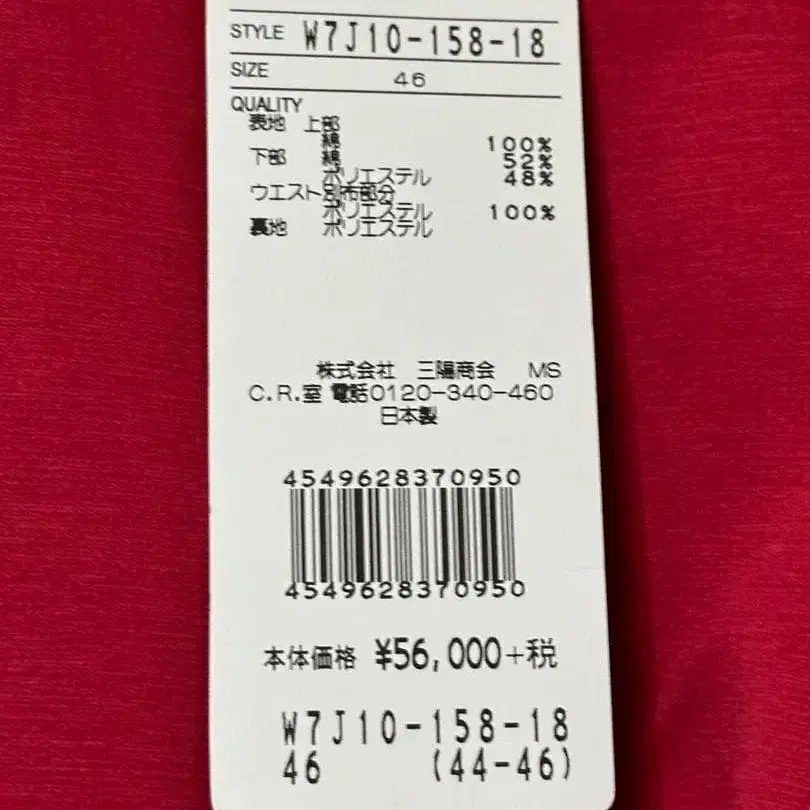 STYLE W7J10-158-18
SIZE 46
QUALITY
表地 上部
綿 100%
下部 綿 52%
ポリエステル 48%
ウエスト別布部分
ポリエステル 100%
裏地 ポリエステル
株式会社 三陽商会 MS
C.R.室 電話0120-340-460
日本製
4549628370950
4549628370950
本体価格 ¥56,000+税
W7J10-158-18
46 (44-46)